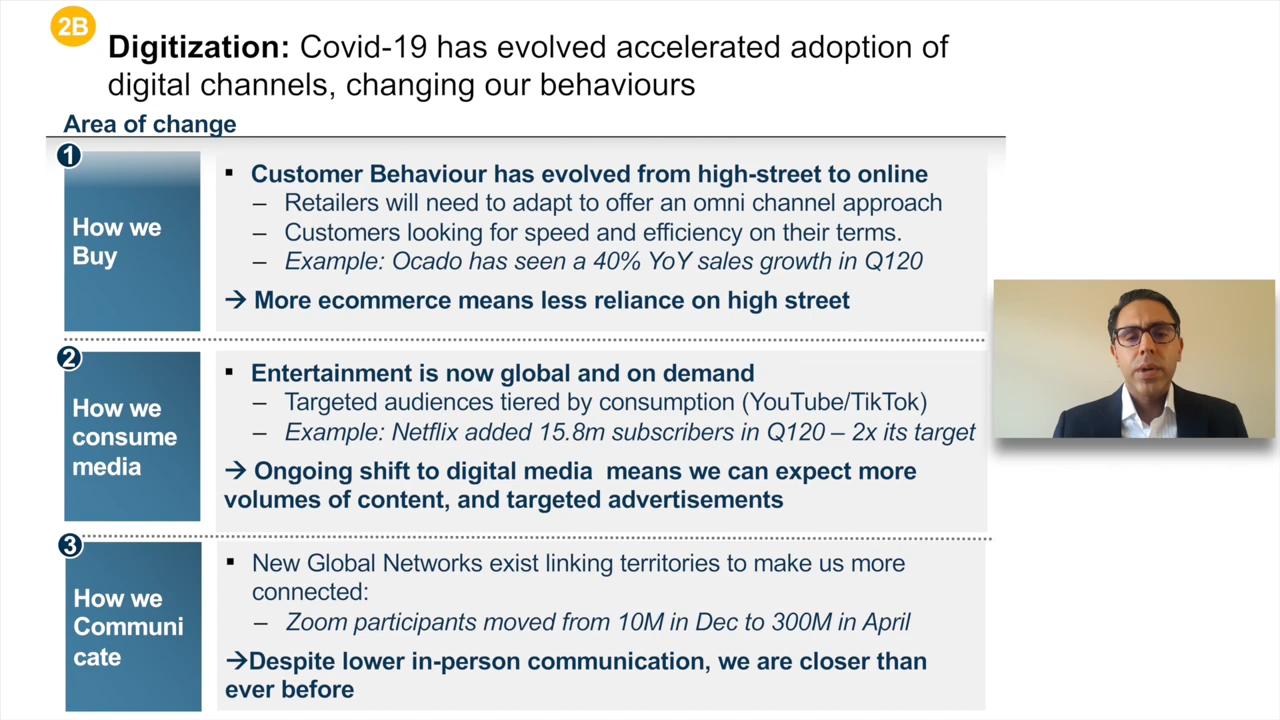 2B
Digitization: Covid-19 has evolved accelerated adoption of
digital channels, changing our behaviours
Area of change
1
How we
Buy
▪ Customer Behaviour has evolved from high-street to online
– Retailers will need to adapt to offer an omni channel approach
– Customers looking for speed and efficiency on their terms.
– Example: Ocado has seen a 40% YoY sales growth in Q120
→ More ecommerce means less reliance on high street
2
How we
consume
media
▪ Entertainment is now global and on demand
– Targeted audiences tiered by consumption (YouTube/TikTok)
– Example: Netflix added 15.8m subscribers in Q120 – 2x its target
→ Ongoing shift to digital media means we can expect more
volumes of content, and targeted advertisements
3
How we
Communi
cate
▪ New Global Networks exist linking territories to make us more
connected:
– Zoom participants moved from 10M in Dec to 300M in April
→Despite lower in-person communication, we are closer than
ever before